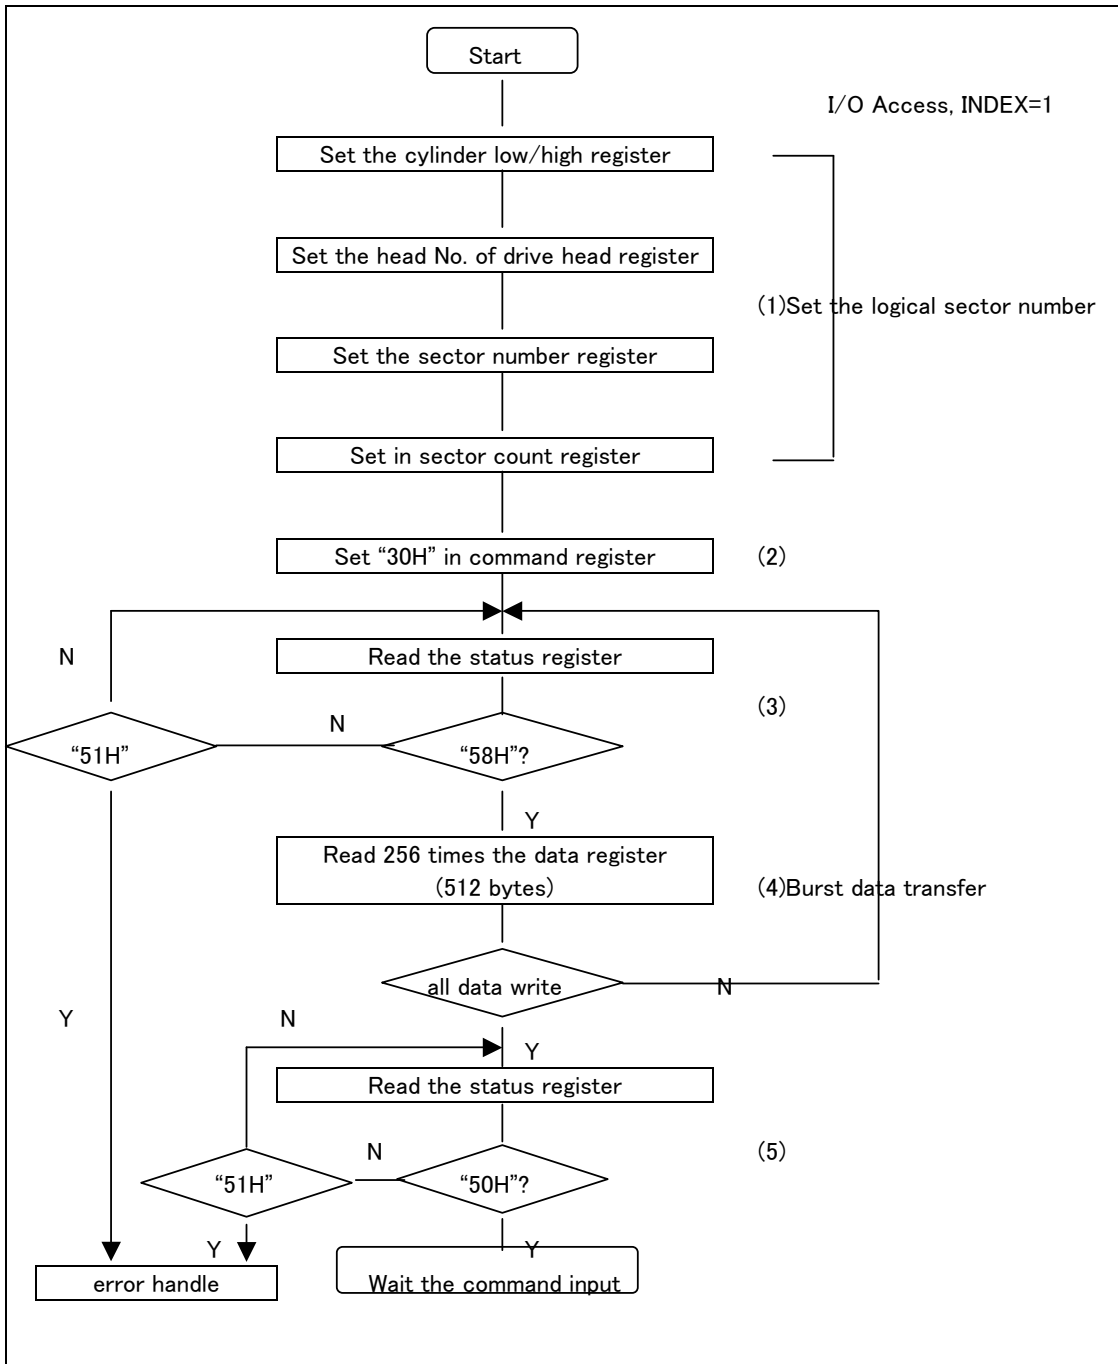 Start
I/O Access, INDEX=1
Set the cylinder low/high register
Set the head No. of drive head register
(1)Set the logical sector number
Set the sector number register
Set in sector count register
Set “30H” in command register
(2)
N
Read the status register
(3)
N
“51H”
“58H”?
Y
Read 256 times the data register
(512 bytes)
(4)Burst data transfer
all data write
N
Y
N
Y
Read the status register
N
(5)
“51H”
“50H”?
Y
Y
error handle
Wait the command input